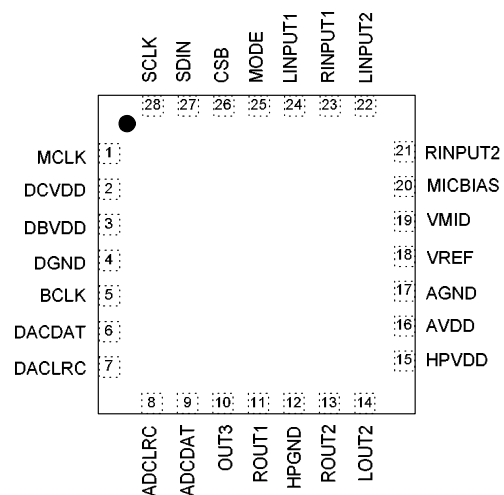 SCLK
SDIN
CSB
MODE
LINPUT1
RINPUT1
LINPUT2
28
27
26
25
24
23
22
MCLK 1
DCVDD 2
DBVDD 3
DGND 4
BCLK 5
DACDAT 6
DACLRC 7
21 RINPUT2
20 MICBIAS
19 VMID
18 VREF
17 AGND
16 AVDD
15 HPVDD
8
9
10
11
12
13
14
ADCLRC
ADCDAT
OUT3
ROUT1
HPGND
ROUT2
LOUT2